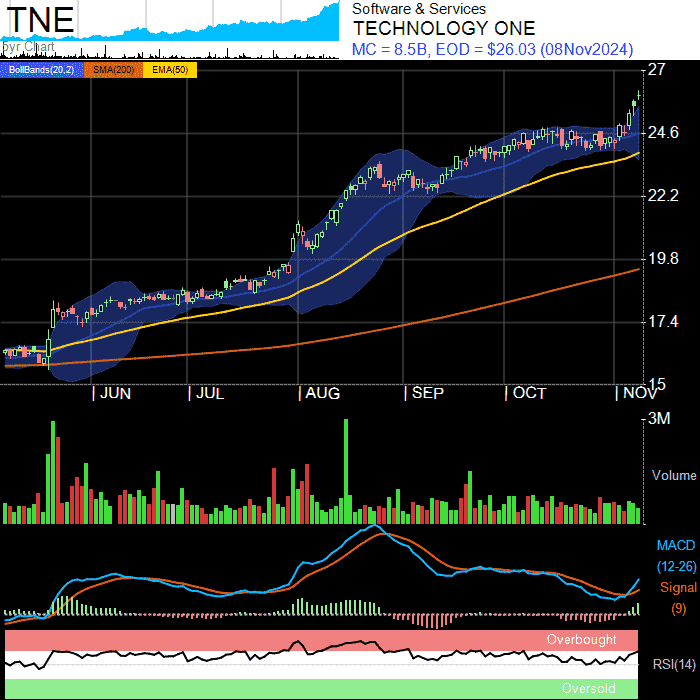 TNE
Software & Services
TECHNOLOGY ONE
MC = 8.5B, EOD = $26.03 (08Nov2024)
5yr Chart
BollBands(20,2) SMA(200) EMA(50)
27
24.6
22.2
19.8
17.4
15
JUN JUL AUG SEP OCT NOV
3M
Volume
MACD
(12-26)
Signal
(9)
Overbought
RSI(14)
Oversold